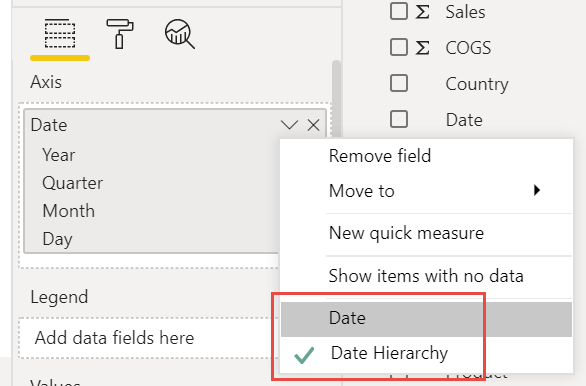 Axis
Date
Year
Quarter
Month
Day
Legend
Add data fields here
Values
Σ Sales
Σ COGS
Country
Date
Remove field
Move to
New quick measure
Show items with no data
Date
Date Hierarchy
Product